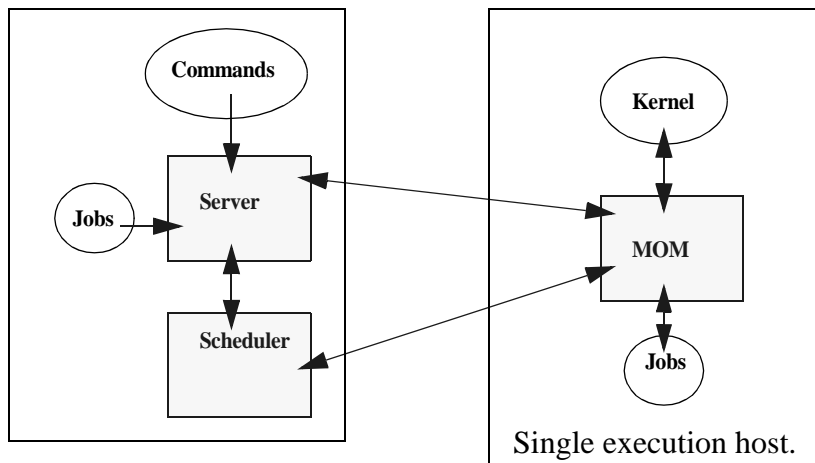 Commands
Kernel
Server
Jobs
MOM
Scheduler
Jobs
Single execution host.